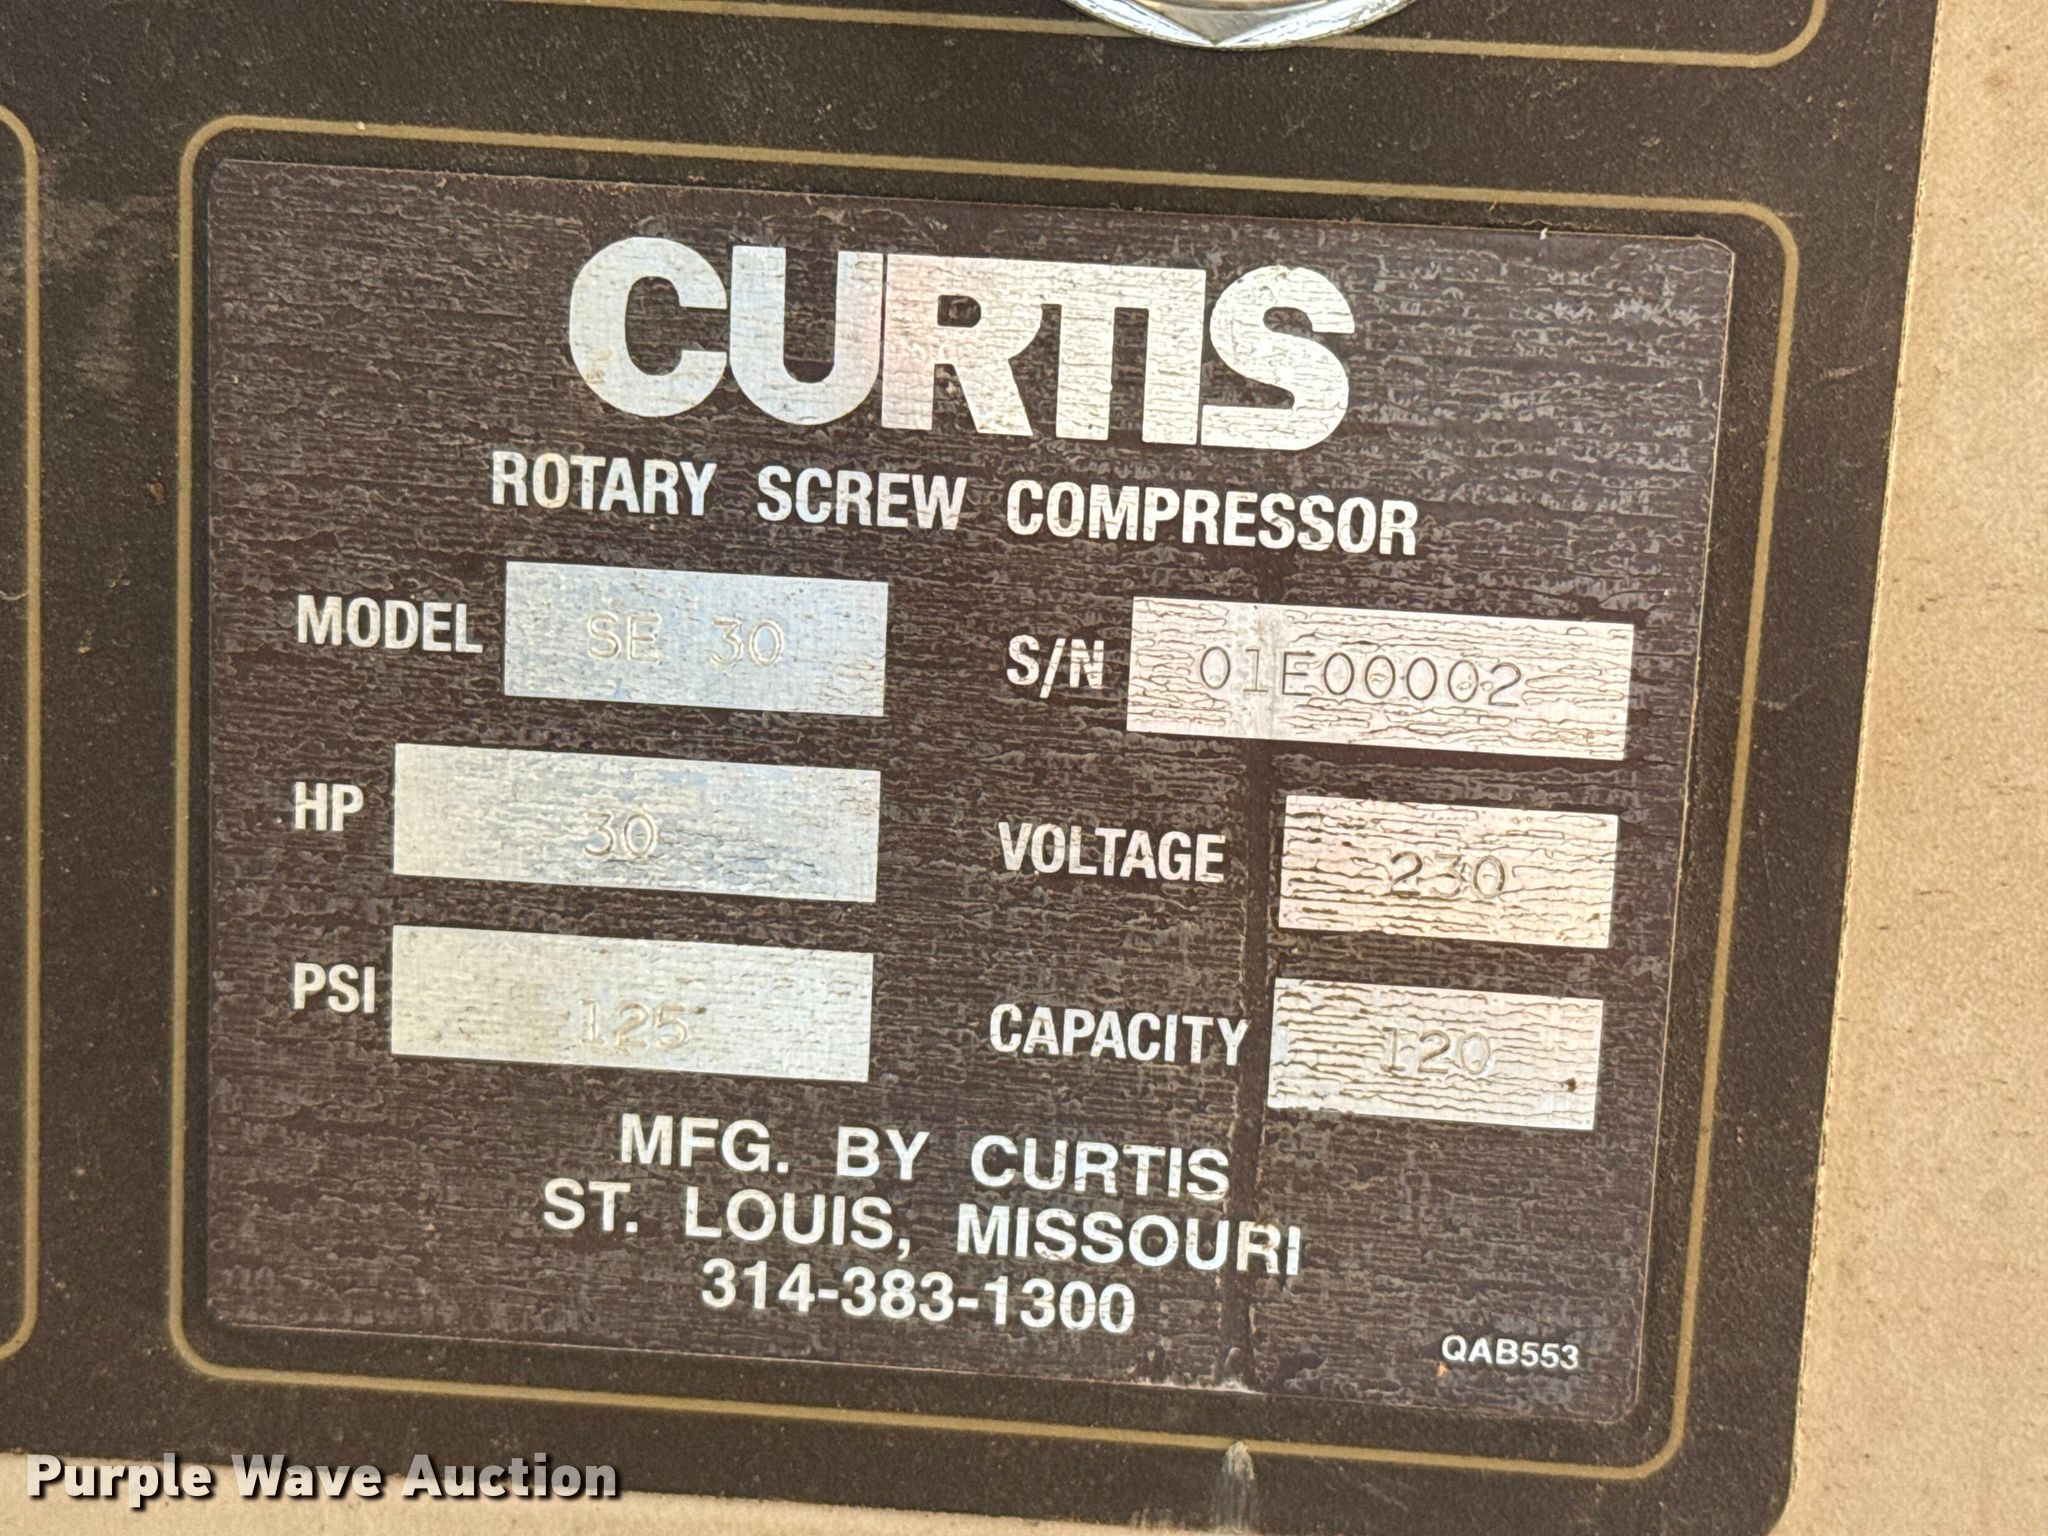 CURTIS
ROTARY SCREW COMPRESSOR
MODEL SE 30
S/N 01E00002
HP 30
VOLTAGE 230
PSI 125
CAPACITY 120
MFG. BY CURTIS
ST. LOUIS, MISSOURI
314-383-1300
QAB553
Purple Wave Auction